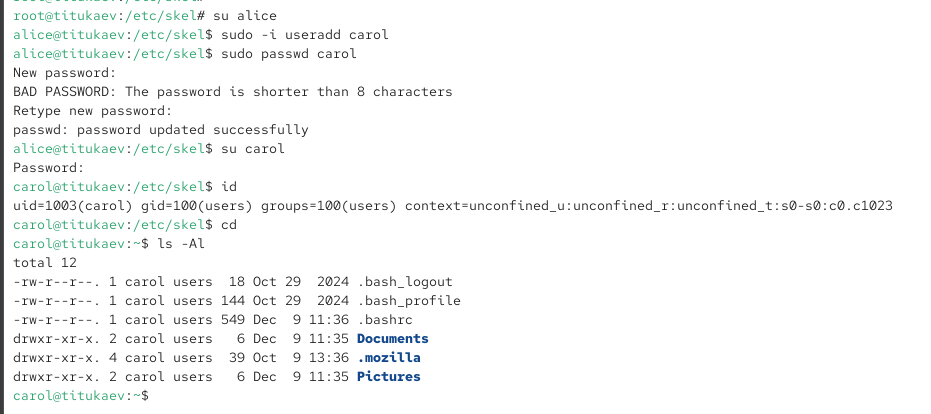 root@titukaev:/etc/skel# su alice
alice@titukaev:/etc/skel$ sudo -i useradd carol
alice@titukaev:/etc/skel$ sudo passwd carol
New password:
BAD PASSWORD: The password is shorter than 8 characters
Retype new password:
passwd: password updated successfully
alice@titukaev:/etc/skel$ su carol
Password:
carol@titukaev:/etc/skel$ id
uid=1003(carol) gid=100(users) groups=100(users) context=unconfined_u:unconfined_r:unconfined_t:s0-s0:c0.c1023
carol@titukaev:/etc/skel$ cd
carol@titukaev:~$ ls -Al
total 12
-rw-r--r--. 1 carol users  18 Oct 29  2024 .bash_logout
-rw-r--r--. 1 carol users 144 Oct 29  2024 .bash_profile
-rw-r--r--. 1 carol users 549 Dec  9 11:36 .bashrc
drwxr-xr-x. 2 carol users   6 Dec  9 11:35 Documents
drwxr-xr-x. 4 carol users  39 Oct  9 13:36 .mozilla
drwxr-xr-x. 2 carol users   6 Dec  9 11:35 Pictures
carol@titukaev:~$